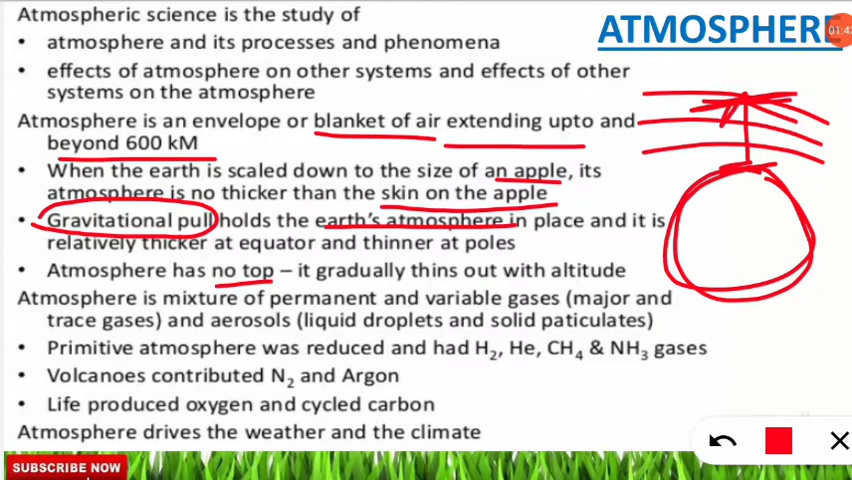 Atmospheric science is the study of
ATMOSPHERE
01:43
• atmosphere and its processes and phenomena
• effects of atmosphere on other systems and effects of other
systems on the atmosphere
Atmosphere is an envelope or blanket of air extending upto and
beyond 600 kM
• When the earth is scaled down to the size of an apple, its
atmosphere is no thicker than the skin on the apple
• Gravitational pull holds the earth's atmosphere in place and it is
relatively thicker at equator and thinner at poles
• Atmosphere has no top – it gradually thins out with altitude
Atmosphere is mixture of permanent and variable gases (major and
trace gases) and aerosols (liquid droplets and solid paticulates)
• Primitive atmosphere was reduced and had H₂, He, CH₄ & NH₃ gases
• Volcanoes contributed N₂ and Argon
• Life produced oxygen and cycled carbon
Atmosphere drives the weather and the climate
SUBSCRIBE NOW